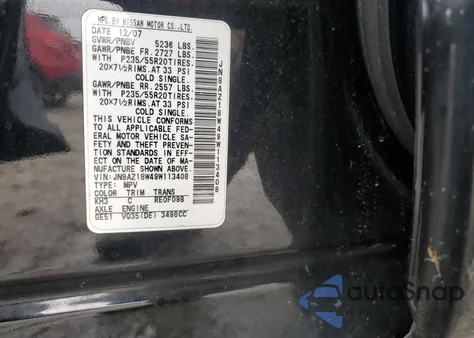 MFG. BY NISSAN MOTOR CO., LTD.
DATE 12/07
GVWR/PNBV 5236 LBS.
GAWR/PNBE FR. 2727 LBS.
WITH P235/55R20TIRES.
20X7½RIMS. AT 33 PSI
COLD SINGLE.
GAWR/PNBE RR. 2557 LBS.
WITH P235/55R20TIRES.
20X7½RIMS. AT 33 PSI
COLD SINGLE.
THIS VEHICLE CONFORMS
TO ALL APPLICABLE FED-
ERAL MOTOR VEHICLE SA-
FETY AND THEFT PREVEN-
TION STANDARDS IN EFF-
ECT ON THE DATE OF MA-
NUFACTURE SHOWN ABOVE.
VIN: JN8AZ18W49W113408
TYPE: MPV
COLOR TRIM TRANS
KH3 C RE0F09B
AXLE ENGINE
GE51 VQ35(DE) 3498CC
JN8AZ18W49W113408
autoSnap